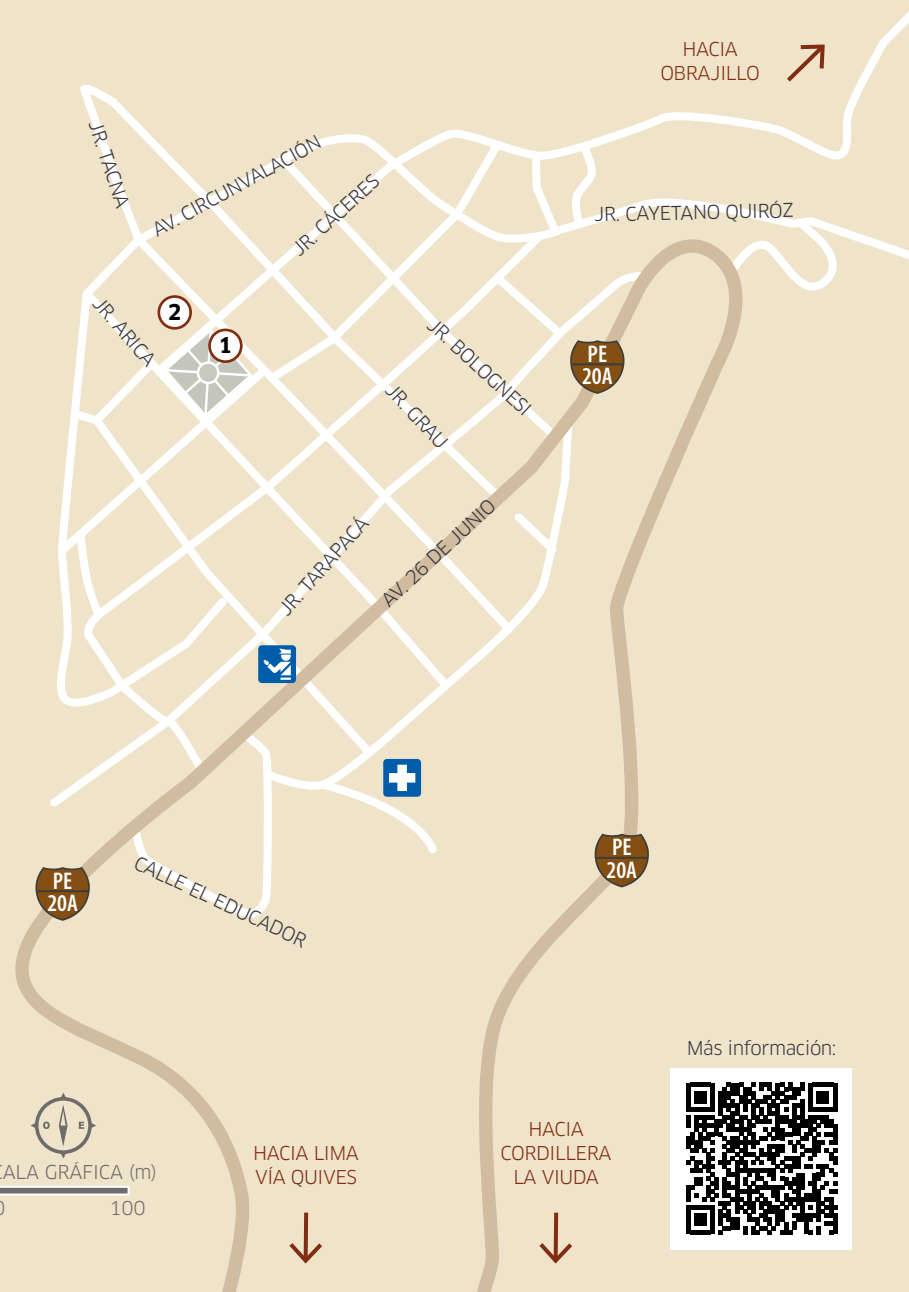 HACIA
OBRAJILLO
JR. TACNA
AV. CIRCUNVALACIÓN
JR. CÁCERES
JR. CAYETANO QUIRÓZ
2
JR. ARICA
1
JR. BOLOGNESI
PE
20A
JR. GRAU
AV. 26 DE JUNIO
JR. TARAPACÁ
PE
20A
PE
20A
CALLE EL EDUCADOR
Más información:
O E
CALA GRÁFICA (m)
0 100
HACIA LIMA
VÍA QUIVES
HACIA
CORDILLERA
LA VIUDA